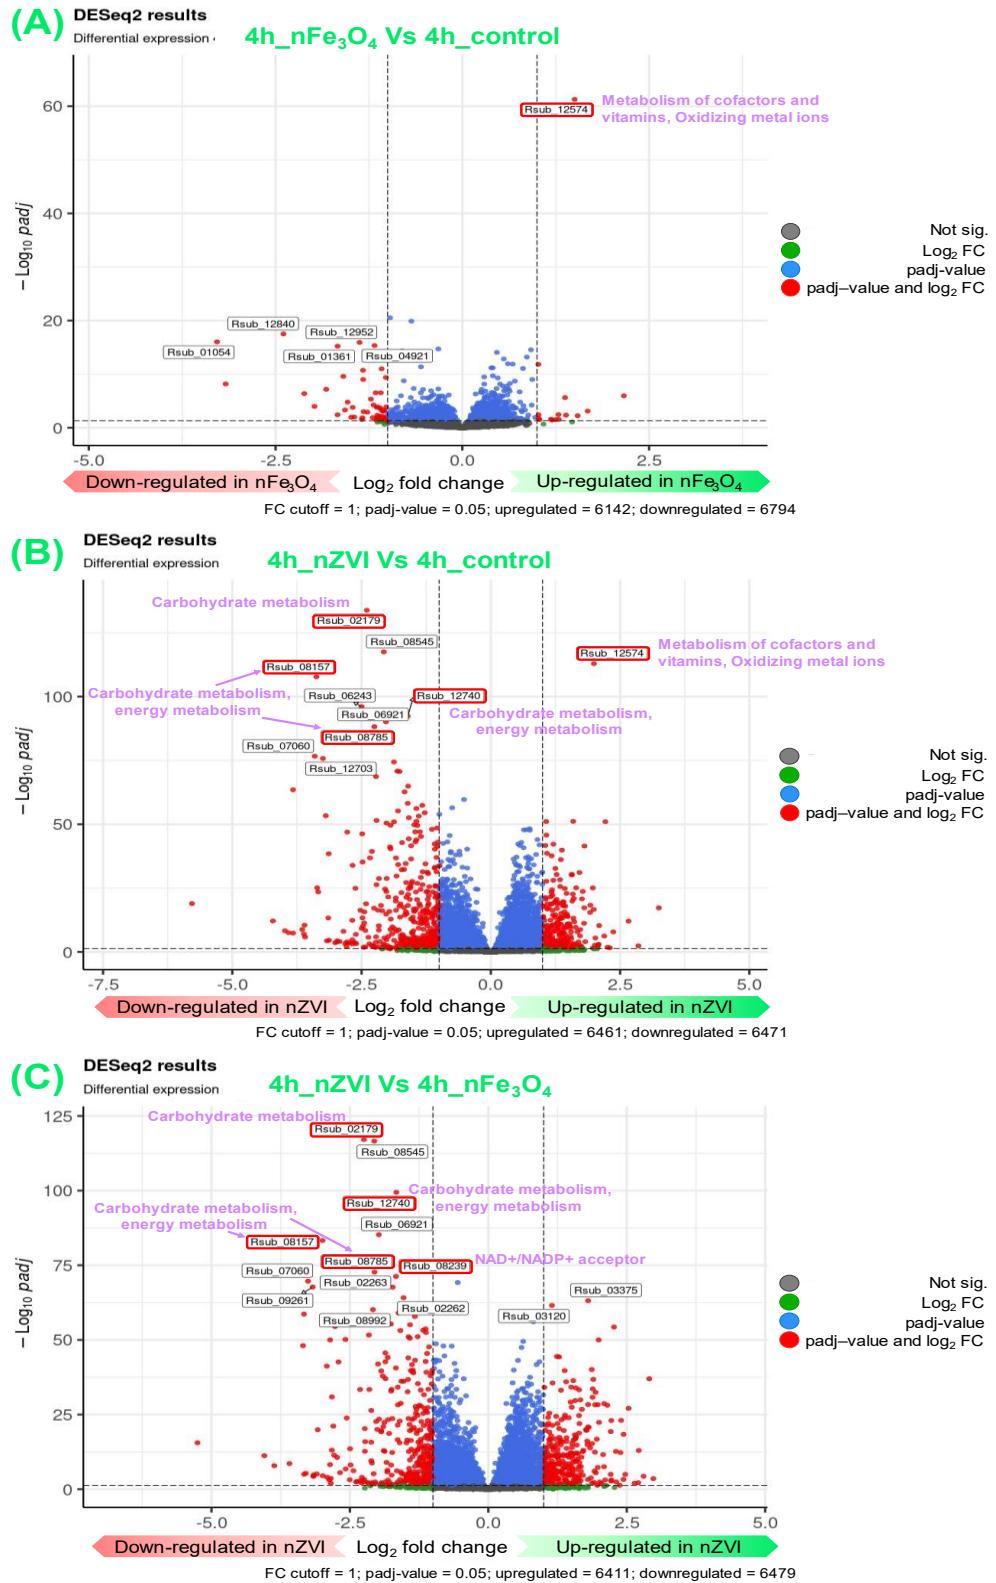 (A) DESeq2 results
Differential expression
4h_nFe₃O₄ Vs 4h_control
60
Rsub_12574
Metabolism of cofactors and
vitamins, Oxidizing metal ions
40
– Log₁₀ padj
Not sig.
Log₂ FC
padj-value
padj–value and log₂ FC
20
Rsub_12840
Rsub_12952
Rsub_01054
Rsub_01361
Rsub_04921
0
-5.0
-2.5
0.0
2.5
Down-regulated in nFe₃O₄
Log₂ fold change
Up-regulated in nFe₃O₄
FC cutoff = 1; padj-value = 0.05; upregulated = 6142; downregulated = 6794
(B) DESeq2 results
Differential expression
4h_nZVI Vs 4h_control
Carbohydrate metabolism
Rsub_02179
Rsub_08545
Rsub_12574
Metabolism of cofactors and
vitamins, Oxidizing metal ions
Rsub_08157
Carbohydrate metabolism,
energy metabolism
100
Rsub_06243
Rsub_12740
Rsub_06921
Carbohydrate metabolism,
energy metabolism
Rsub_08785
Rsub_07060
Rsub_12703
– Log₁₀ padj
Not sig.
Log₂ FC
padj-value
padj–value and log₂ FC
50
0
-7.5
-5.0
-2.5
0.0
2.5
5.0
Down-regulated in nZVI
Log₂ fold change
Up-regulated in nZVI
FC cutoff = 1; padj-value = 0.05; upregulated = 6461; downregulated = 6471
(C) DESeq2 results
Differential expression
4h_nZVI Vs 4h_nFe₃O₄
125
Carbohydrate metabolism
Rsub_02179
Rsub_08545
100
Carbohydrate metabolism,
energy metabolism
Rsub_12740
Carbohydrate metabolism,
energy metabolism
Rsub_06921
Rsub_08157
75
Rsub_08785
Rsub_08239
NAD+/NADP+ acceptor
Rsub_07060
Rsub_02263
Rsub_09261
Rsub_02262
Rsub_08992
Rsub_03375
Rsub_03120
– Log₁₀ padj
Not sig.
Log₂ FC
padj-value
padj–value and log₂ FC
50
25
0
-5.0
-2.5
0.0
2.5
5.0
Down-regulated in nZVI
Log₂ fold change
Up-regulated in nZVI
FC cutoff = 1; padj-value = 0.05; upregulated = 6411; downregulated = 6479